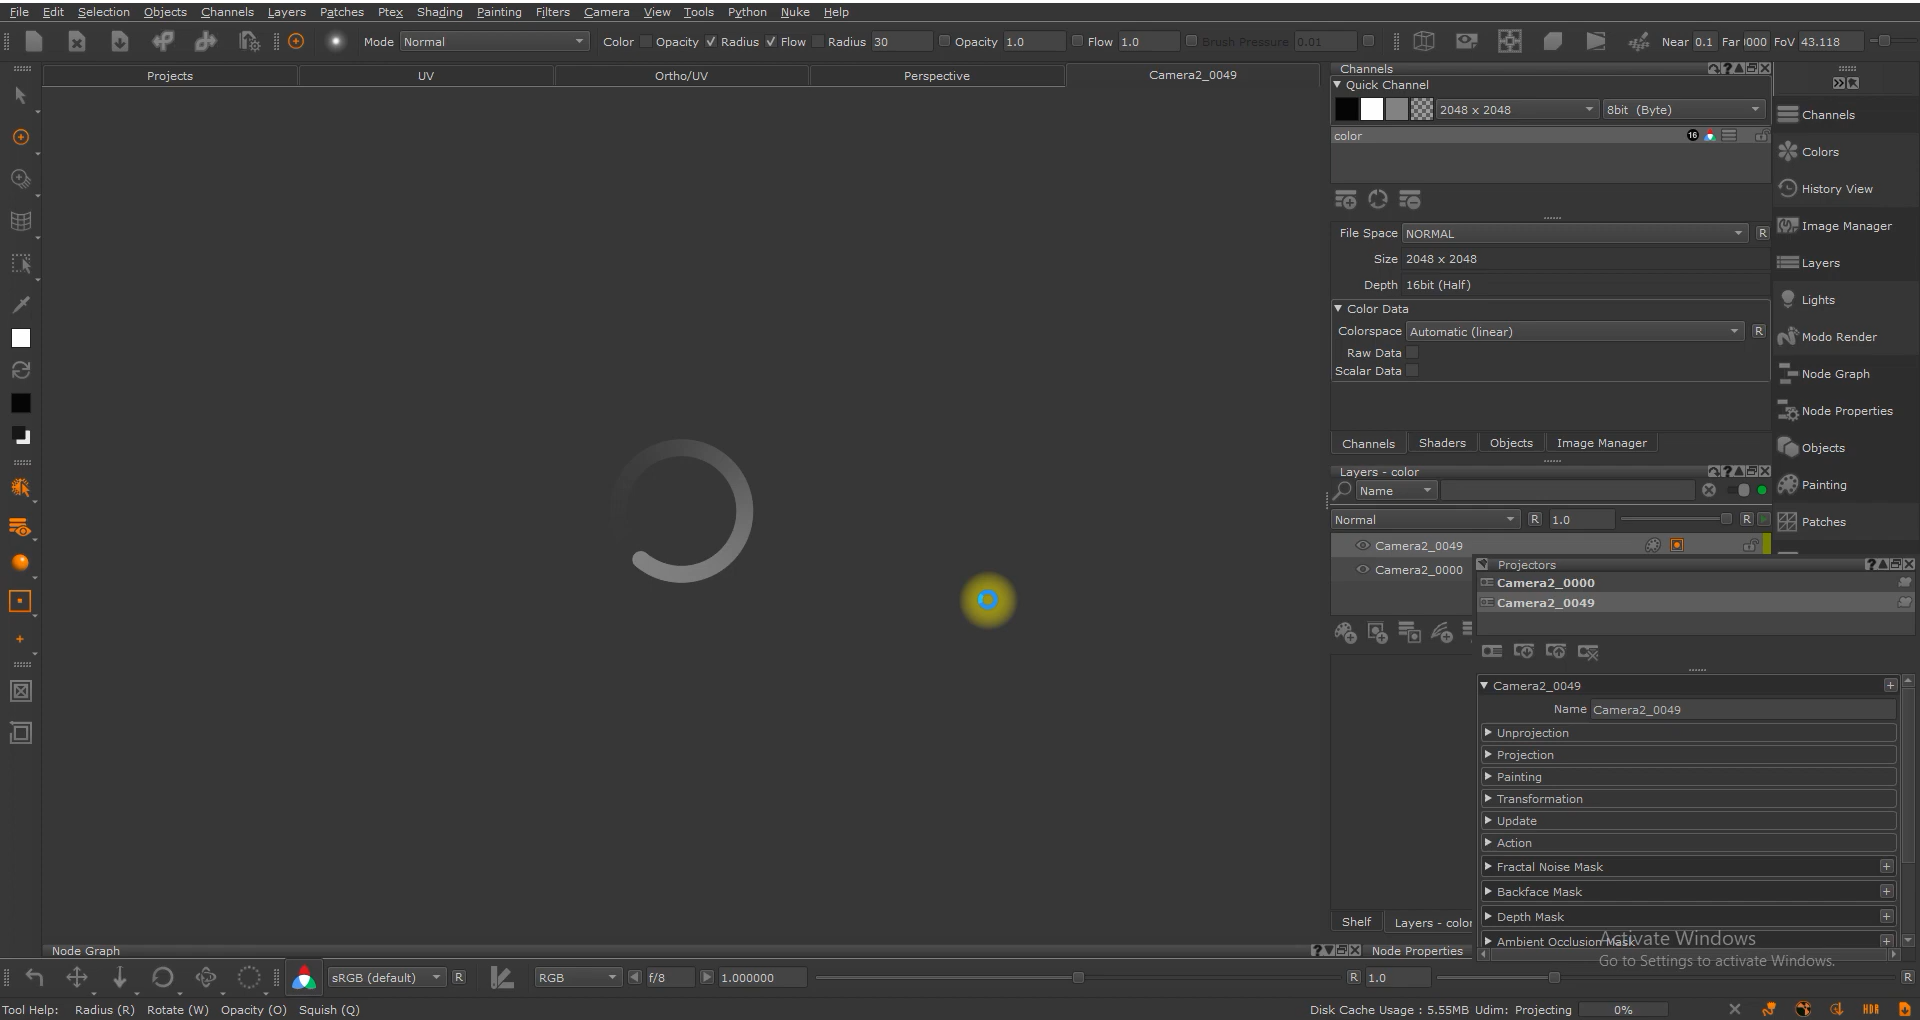 File Edit Selection Objects Channels Layers Patches Ptex Shading Painting Filters Camera View Tools Python Nuke Help
Mode Normal Color Opacity Radius Flow Radius 30 Opacity 1.0 Flow 1.0 Brush Pressure 0.01 Near 0.1 Far 000 FoV 43.118
Projects UV Ortho/UV Perspective Camera2_0049
Channels
Quick Channel
2048 x 2048 8bit (Byte)
color 16
File Space NORMAL R
Size 2048 x 2048
Depth 16bit (Half)
Color Data
Colorspace Automatic (linear) R
Raw Data
Scalar Data
Channels Shaders Objects Image Manager
Layers - color
Name
Normal R 1.0 R
Camera2_0049
Camera2_0000
Shelf Layers - color
Channels
Colors
History View
Image Manager
Layers
Lights
Modo Render
Node Graph
Node Properties
Objects
Painting
Patches
Projectors
Camera2_0000
Camera2_0049
Camera2_0049
Name Camera2_0049
Unprojection
Projection
Painting
Transformation
Update
Action
Fractal Noise Mask
Backface Mask
Depth Mask
Ambient Occlusion Mask
Activate Windows
Go to Settings to activate Windows.
Node Graph Node Properties
sRGB (default) R RGB f/8 1.000000 R 1.0 R
Tool Help: Radius (R) Rotate (W) Opacity (O) Squish (Q) Disk Cache Usage : 5.55MB Udim: Projecting 0% HDR